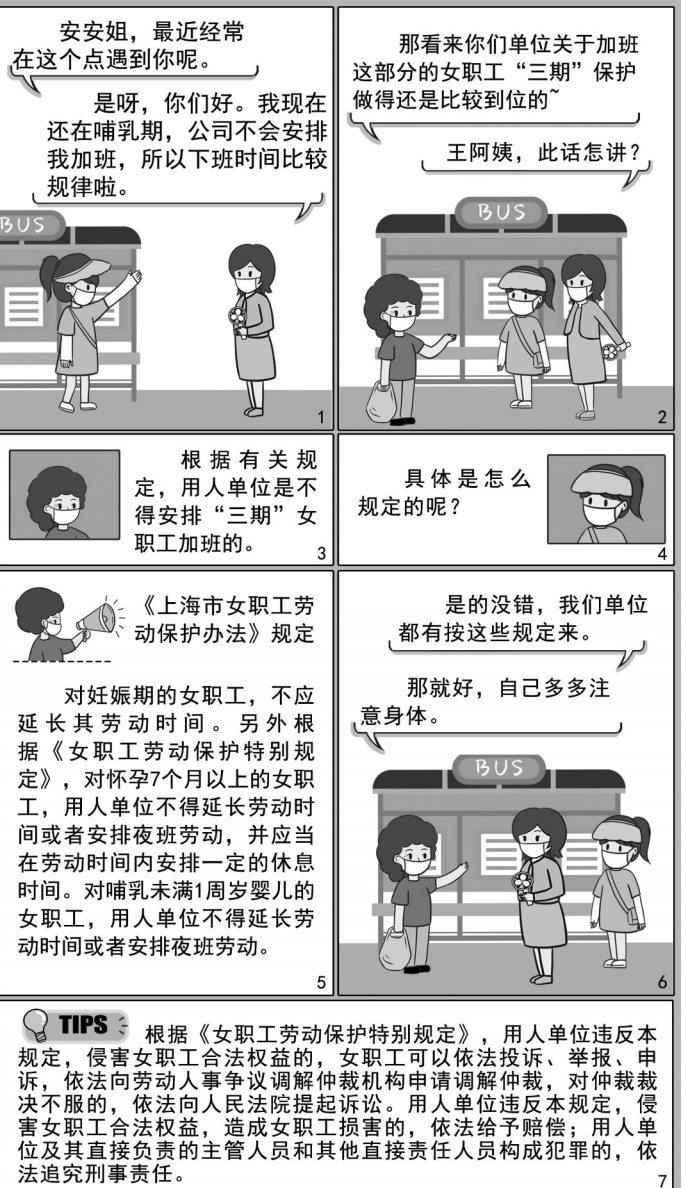 安安姐，最近经常
在这个点遇到你呢。
是呀，你们好。我现在
还在哺乳期，公司不会安排
我加班，所以下班时间比较
规律啦。
BUS
1
那看来你们单位关于加班
这部分的女职工“三期”保护
做得还是比较到位的~
王阿姨，此话怎讲？
BUS
2
根据有关规
定，用人单位是不
得安排“三期”女
职工加班的。
3
具体是怎么
规定的呢？
4
《上海市女职工劳
动保护办法》规定
对妊娠期的女职工，不应
延长其劳动时间。另外根
据《女职工劳动保护特别规
定》，对怀孕7个月以上的女职
工，用人单位不得延长劳动时
间或者安排夜班劳动，并应当
在劳动时间内安排一定的休息
时间。对哺乳未满1周岁婴儿的
女职工，用人单位不得延长劳
动时间或者安排夜班劳动。
5
是的没错，我们单位
都有按这些规定来。
那就好，自己多多注
意身体。
BUS
6
TIPS
根据《女职工劳动保护特别规定》，用人单位违反本
规定，侵害女职工合法权益的，女职工可以依法投诉、举报、申
诉，依法向劳动人事争议调解仲裁机构申请调解仲裁，对仲裁裁
决不服的，依法向人民法院提起诉讼。用人单位违反本规定，侵
害女职工合法权益，造成女职工损害的，依法给予赔偿；用人单
位及其直接负责的主管人员和其他直接责任人员构成犯罪的，依
法追究刑事责任。
7